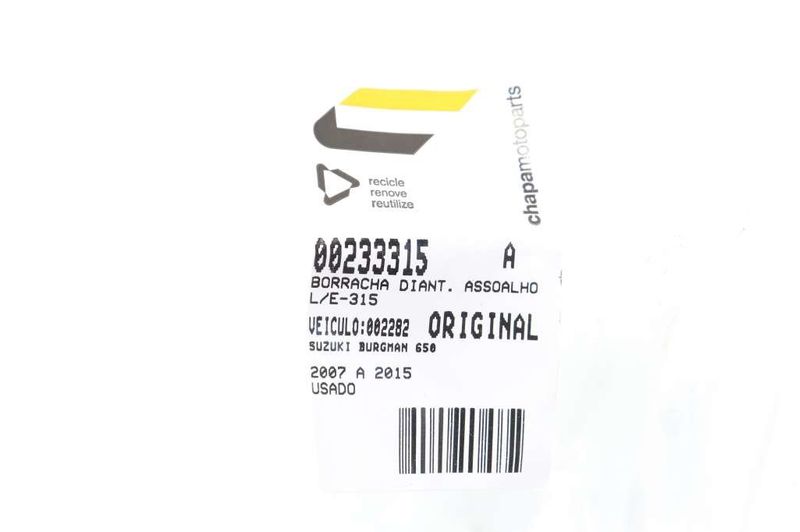 chapamotoparts
recicle
renove
reutilize
00233315 A
BORRACHA DIANT. ASSOALHO
L/E-315
VEICULO:002282 ORIGINAL
SUZUKI BURGMAN 650
2007 A 2015
USADO